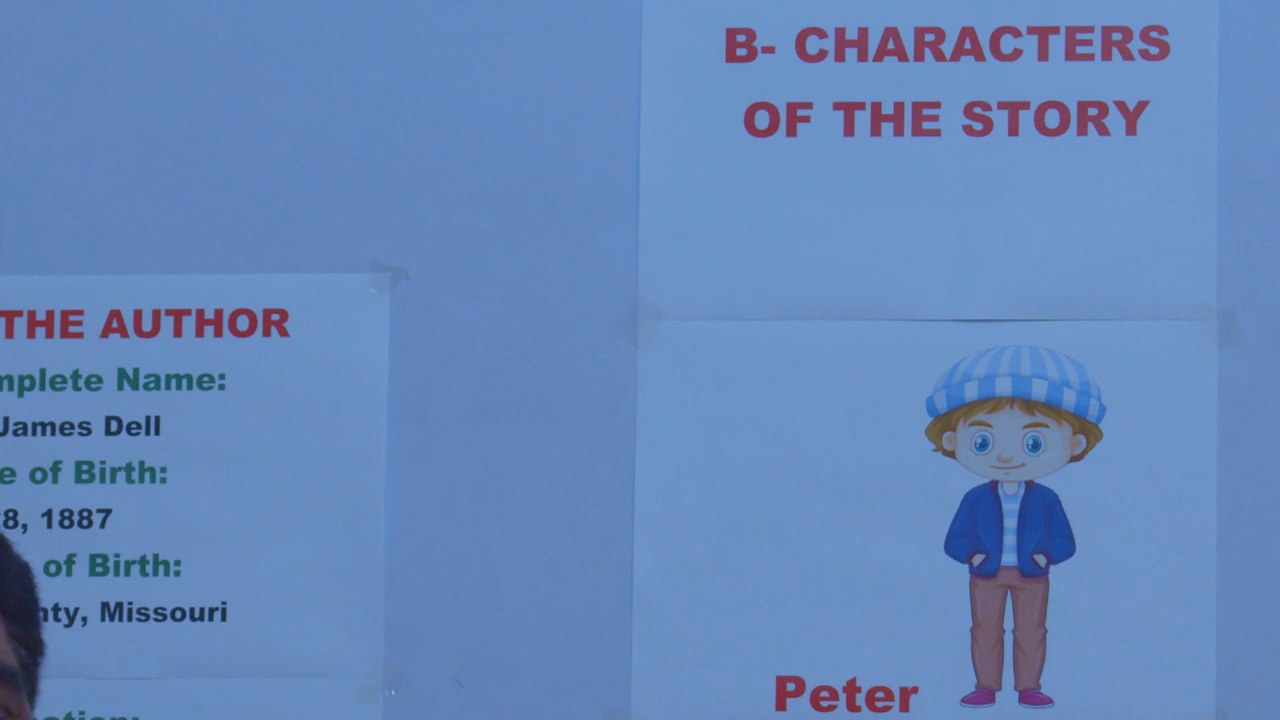 THE AUTHOR
mplete Name:
James Dell
e of Birth:
8, 1887
of Birth:
nty, Missouri
B- CHARACTERS
OF THE STORY
Peter